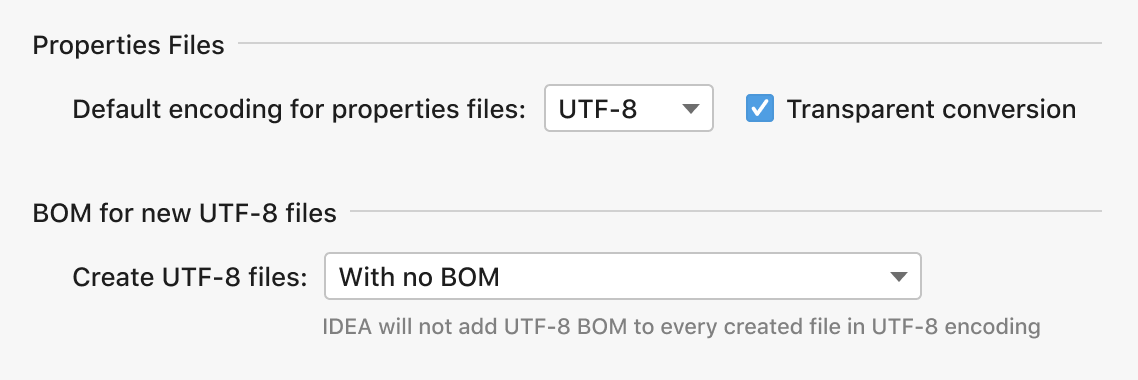 Properties Files
Default encoding for properties files: UTF-8 Transparent conversion
BOM for new UTF-8 files
Create UTF-8 files: With no BOM
IDEA will not add UTF-8 BOM to every created file in UTF-8 encoding